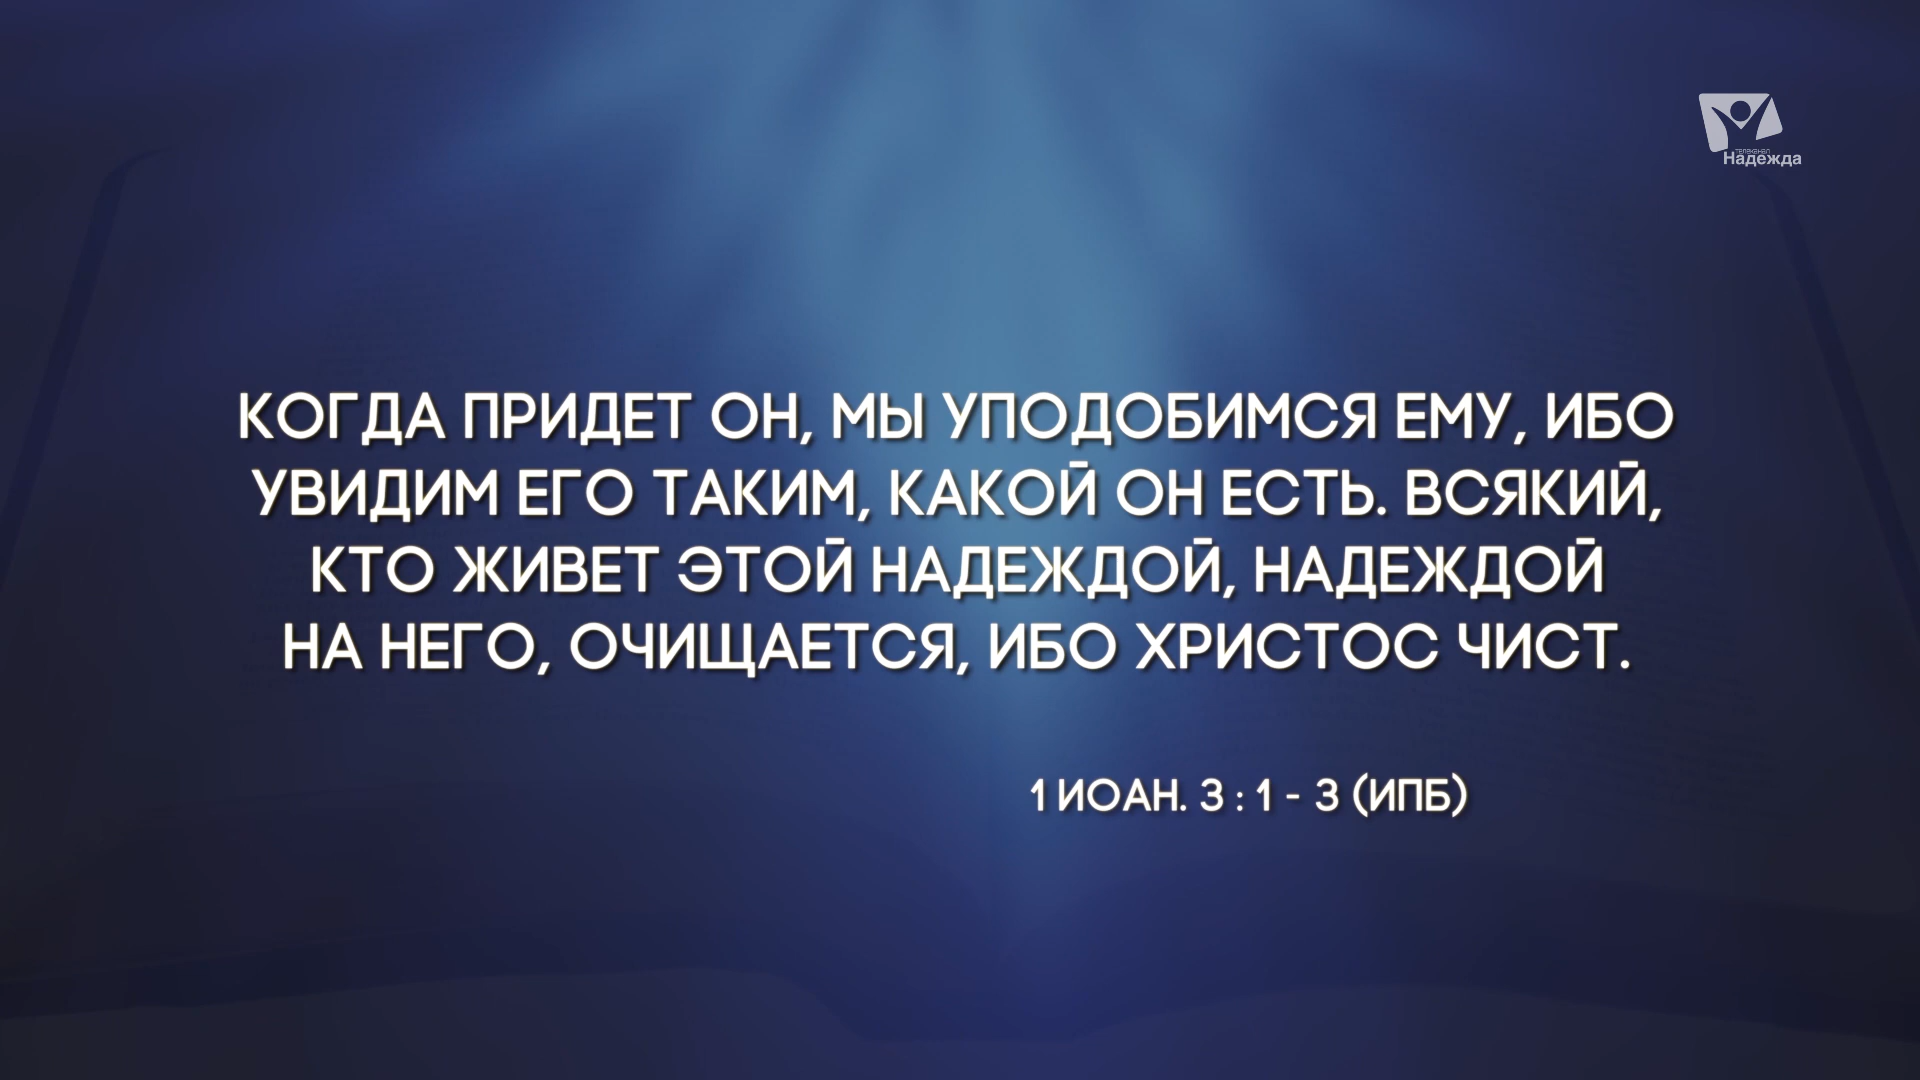 ТЕЛЕКАНАЛ
Надежда
КОГДА ПРИДЕТ ОН, МЫ УПОДОБИМСЯ ЕМУ, ИБО
УВИДИМ ЕГО ТАКИМ, КАКОЙ ОН ЕСТЬ. ВСЯКИЙ,
КТО ЖИВЕТ ЭТОЙ НАДЕЖДОЙ, НАДЕЖДОЙ
НА НЕГО, ОЧИЩАЕТСЯ, ИБО ХРИСТОС ЧИСТ.
1 ИОАН. 3 : 1 - 3 (ИПБ)